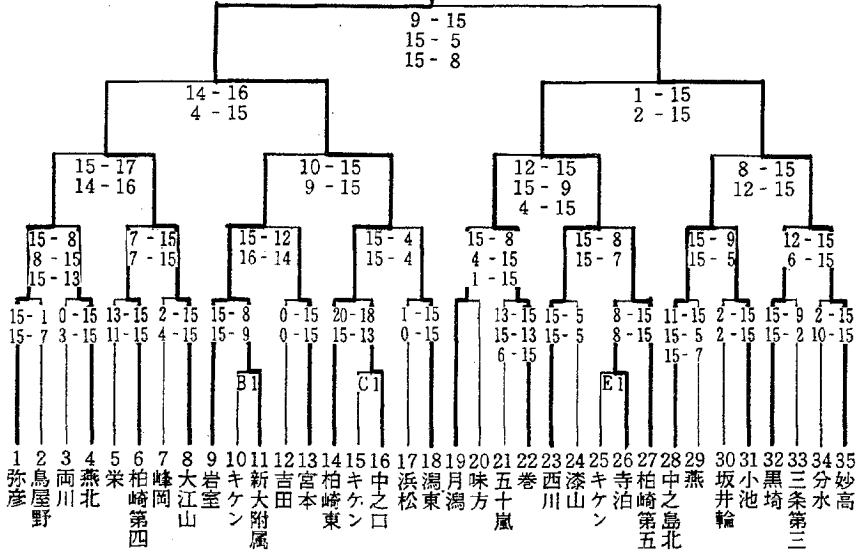 9 - 15
15 - 5
15 - 8
14 - 16
4 - 15
1 - 15
2 - 15
15 - 17
14 - 16
10 - 15
9 - 15
12 - 15
15 - 9
4 - 15
8 - 15
12 - 15
15 - 8
8 - 15
15 - 13
7 - 15
7 - 15
15 - 12
16 - 14
15 - 4
15 - 4
15 - 8
4 - 15
1 - 15
15 - 8
15 - 7
15 - 9
15 - 5
12 - 15
6 - 15
15 - 1
15 - 7
0 - 15
3 - 15
13 - 15
11 - 15
2 - 15
4 - 15
15 - 8
15 - 9
0 - 15
0 - 15
20 - 18
15 - 13
1 - 15
0 - 15
13 - 15
15 - 13
6 - 15
15 - 5
15 - 5
8 - 15
8 - 15
11 - 15
15 - 5
15 - 7
2 - 15
2 - 15
15 - 9
15 - 2
2 - 15
10 - 15
B1
C1
E1
1 弥彦
2 鳥屋野
3 両川
4 燕北
5 栄
6 柏崎第四
7 峰岡
8 大江山
9 岩室
10 キケン
11 新大附属
12 吉田
13 宮本
14 柏崎東
15 キケン
16 中之口
17 浜松
18 潟東
19 月潟
20 味方
21 五十嵐
22 巻
23 西川
24 漆山
25 キケン
26 寺泊
27 柏崎第五
28 中之島北
29 燕
30 坂井輪
31 小池
32 黒埼
33 三条第三
34 分水
35 妙高